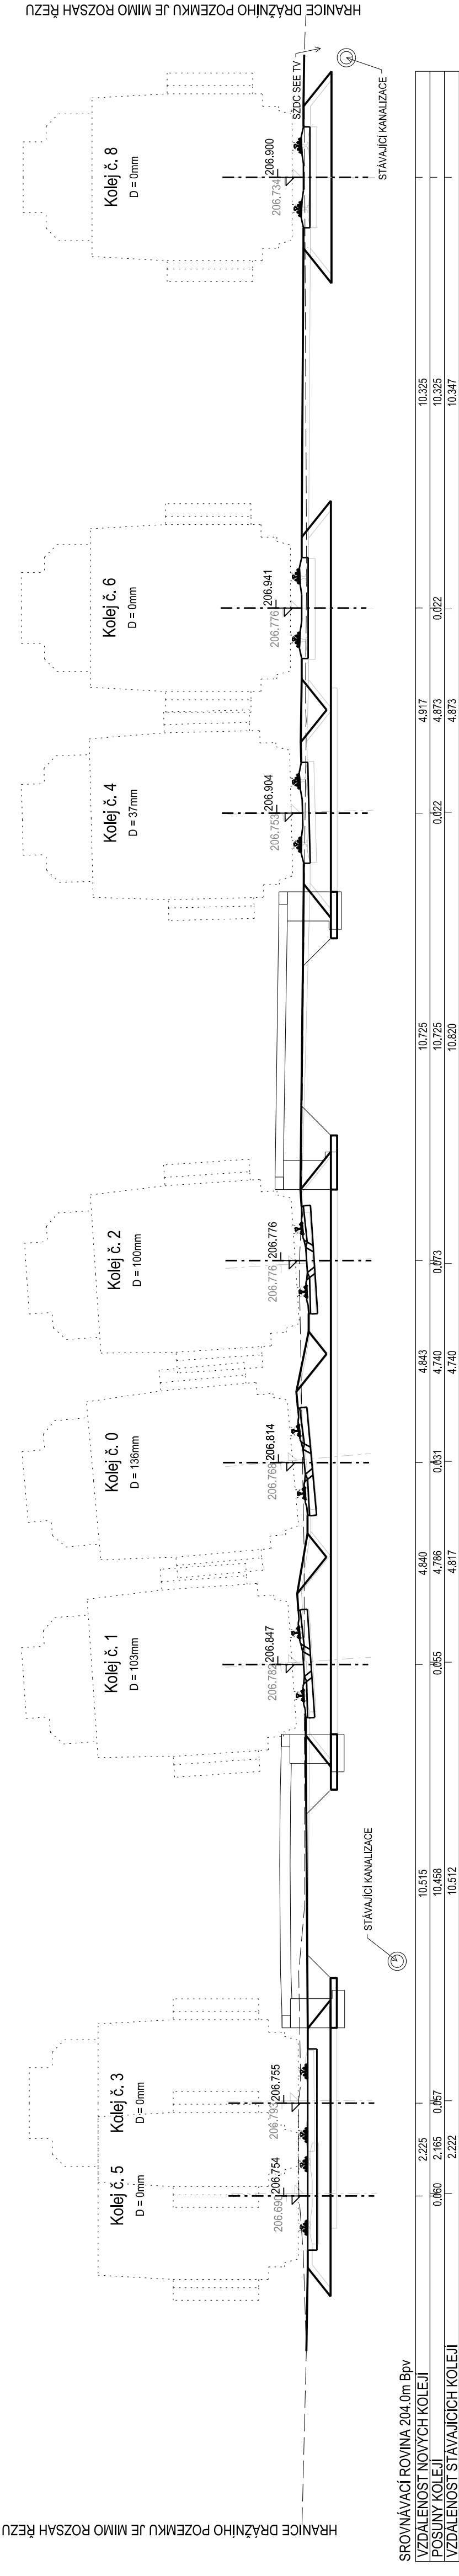 HRANICE DRÁŽNÍHO POZEMKU JE MIMO ROZSAH ŘEZU
Kolej č. 5
D = 0mm
Kolej č. 3
D = 0mm
Kolej č. 1
D = 103mm
Kolej č. 0
D = 136mm
Kolej č. 2
D = 100mm
Kolej č. 4
D = 37mm
Kolej č. 6
D = 0mm
Kolej č. 8
D = 0mm
HRANICE DRÁŽNÍHO POZEMKU JE MIMO ROZSAH ŘEZU
206.690 206.754
206.755
206.782 206.847
206.768 206.814
206.776 206.776
206.753 206.904
206.776 206.941
206.734 206.900
SŽDC SEE TV
STÁVAJÍCÍ KANALIZACE
STÁVAJÍCÍ KANALIZACE
SROVNÁVACÍ ROVINA 204.0m Bpv
VZDÁLENOST NOVÝCH KOLEJÍ 2.225 10.515 4.840 4.843 10.725 4.917 10.325
POSUNY KOLEJÍ 0.060 2.165 0.057 10.458 0.055 4.786 0.031 4.740 0.073 10.725 0.022 4.873 0.022 10.325
VZDÁLENOST STÁVAJÍCÍCH KOLEJÍ 2.222 10.512 4.817 4.740 10.820 4.873 10.347